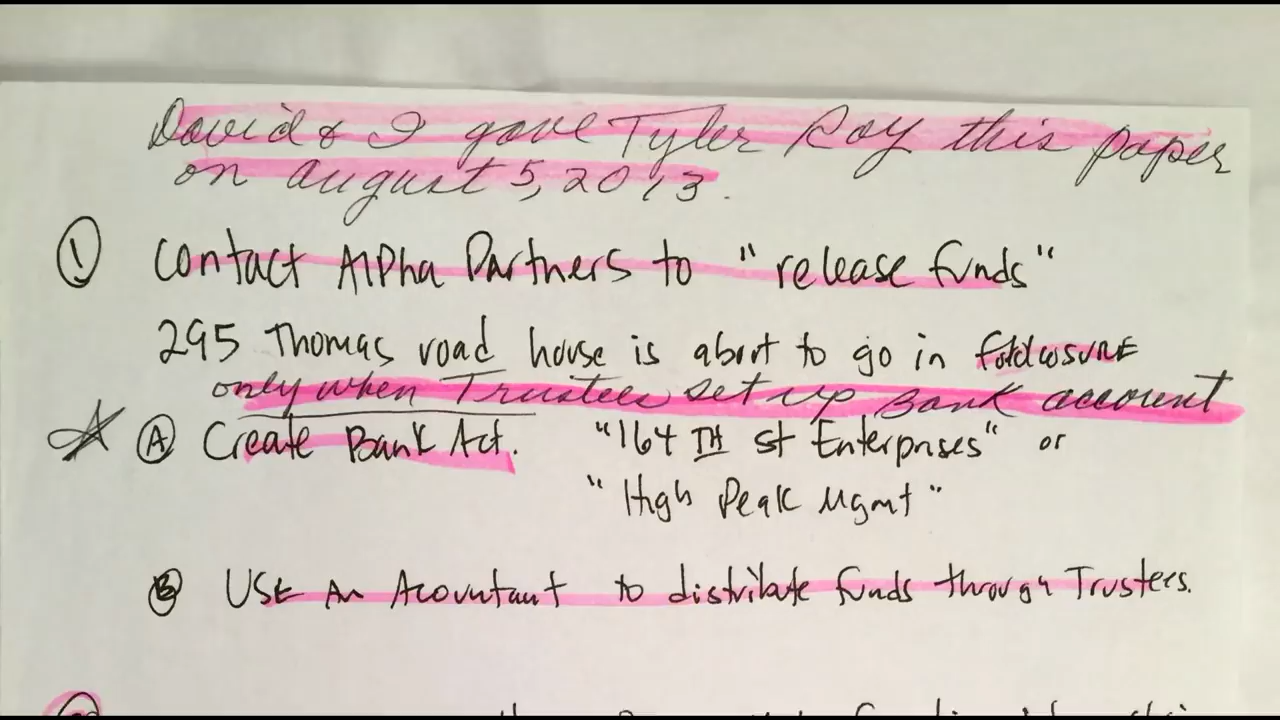 David & I gave Tyler Roy this paper
on August 5, 2013.
① Contact Alpha Partners to "release funds"
295 Thomas road house is about to go in foldcosure
only when Trustees set up Bank account
☆ Ⓐ Create Bank Act. "164 TH st Enterprises" or
"High Peak Mgmt"
Ⓑ Use An Acountant to distribute funds through Trustees.